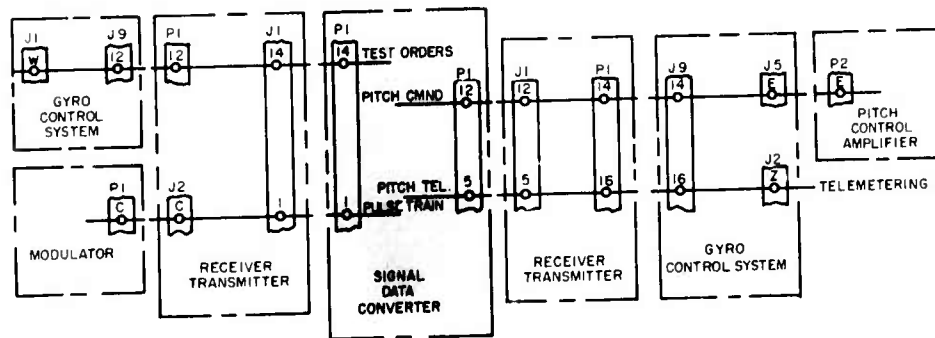 J1
W
J9
12
GYRO
CONTROL
SYSTEM
P1
C
MODULATOR
P1
12
J1
14
J2
C
1
RECEIVER
TRANSMITTER
P1
14
TEST ORDERS
PITCH CMND
P1
12
PITCH TEL.
5
1
PULSE TRAIN
SIGNAL
DATA
CONVERTER
J1
12
P1
14
5
16
RECEIVER
TRANSMITTER
J9
14
J5
E
16
J2
Z
TELEMETERING
GYRO
CONTROL SYSTEM
P2
E
PITCH
CONTROL
AMPLIFIER